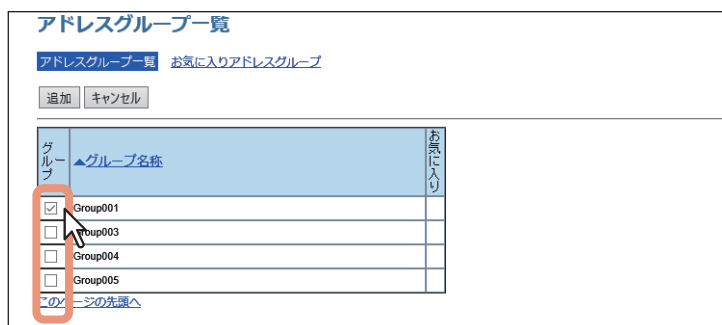 アドレスグループ一覧
アドレスグループ一覧 お気に入りアドレスグループ
追加 キャンセル
グループ ▲グループ名称 お気に入り
Group001
Group003
Group004
Group005
このページの先頭へ